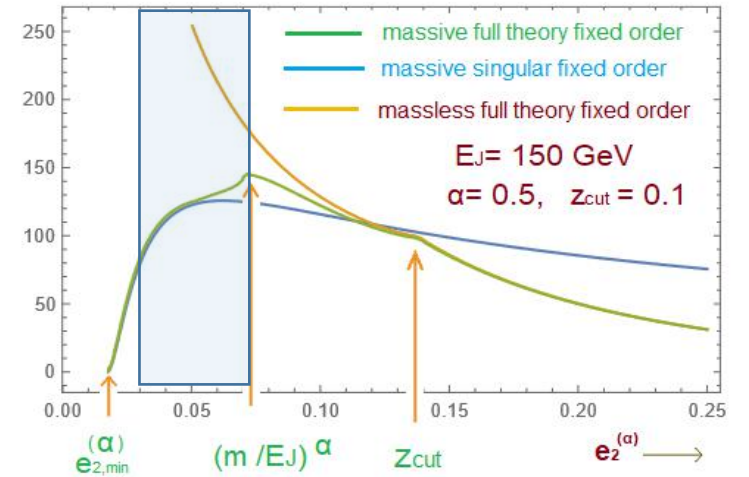 250
200
150
100
50
0
massive full theory fixed order
massive singular fixed order
massless full theory fixed order
EJ= 150 GeV
α= 0.5, zcut = 0.1
0.00 0.05 0.10 0.15 0.20 0.25
e2,min(α)
(m /EJ) α
zcut
e2(α)